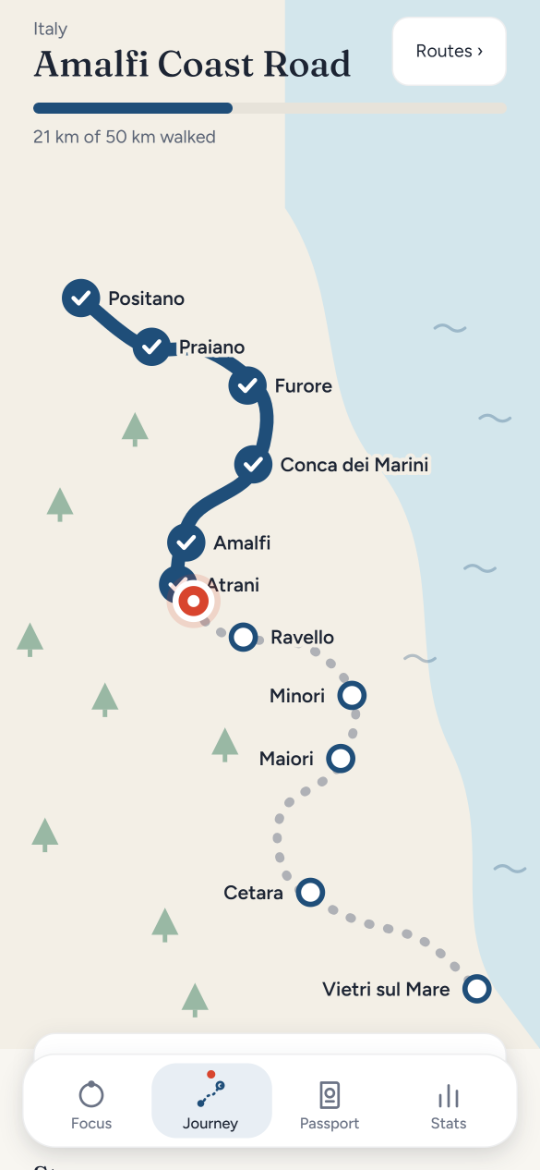 Italy
Amalfi Coast Road
Routes ›
21 km of 50 km walked
Positano
Praiano
Furore
Conca dei Marini
Amalfi
Atrani
Ravello
Minori
Maiori
Cetara
Vietri sul Mare
Focus
Journey
Passport
Stats